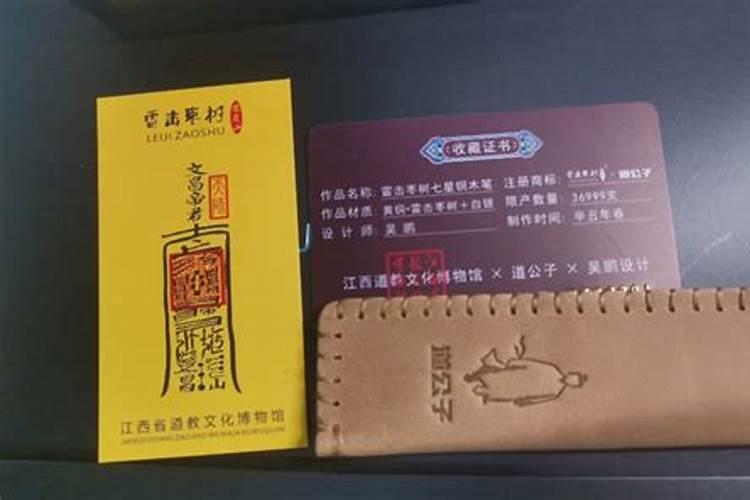 雷击枣树
LEIJI ZAOSHU
文昌帝君
江西省道教文化博物馆
收藏证书
作品名称：雷击枣树七星铜木笔
注册商标：
道公子
作品材质：黄铜+雷击枣树+白银
限产数量：36999支
设计师：吴鹏
制作时间：辛丑年春
江西道教文化博物馆 × 道公子 × 吴鹏设计
道公子